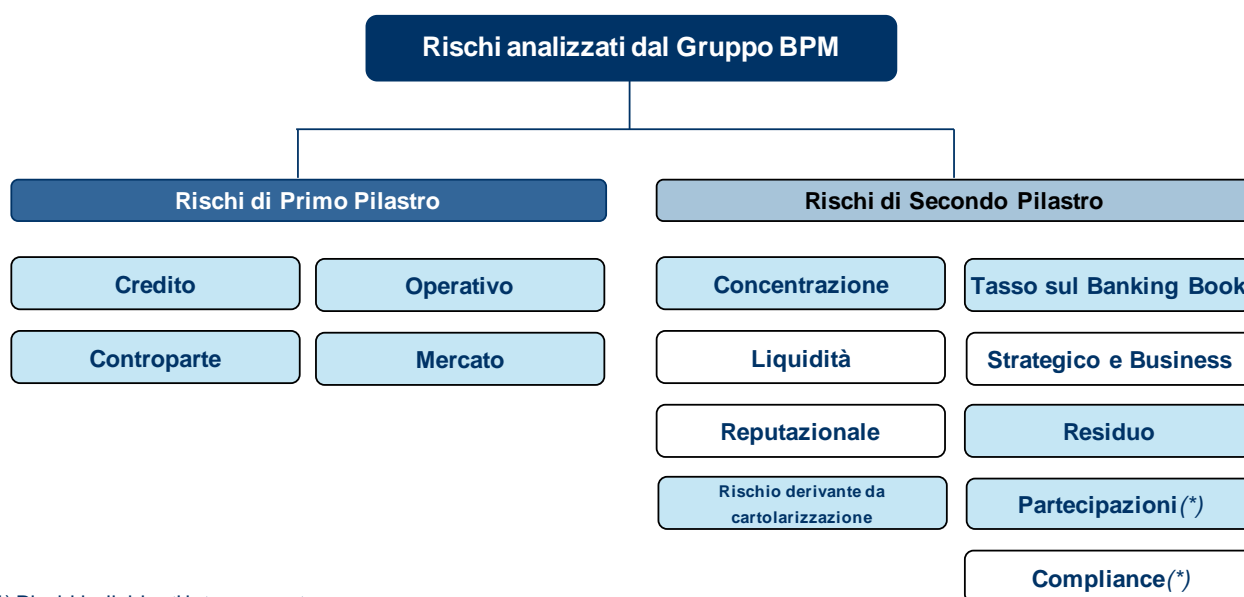 Rischi analizzati dal Gruppo BPM
Rischi di Primo Pilastro
Rischi di Secondo Pilastro
Credito
Operativo
Concentrazione
Tasso sul Banking Book
Controparte
Mercato
Liquidità
Strategico e Business
Reputazionale
Residuo
Rischio derivante da
cartolarizzazione
Partecipazioni(*)
Compliance(*)